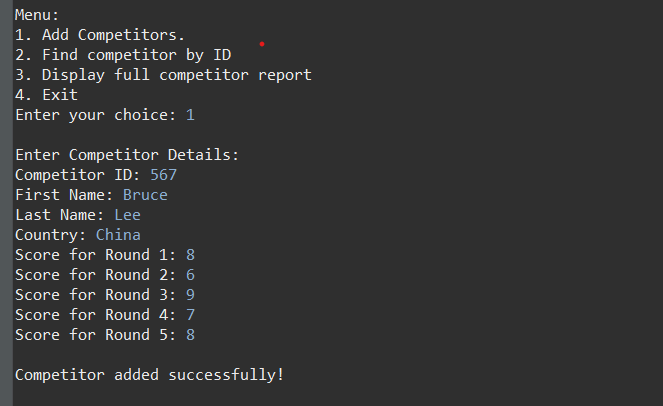 Menu:
1. Add Competitors.
2. Find competitor by ID
3. Display full competitor report
4. Exit
Enter your choice: 1
Enter Competitor Details:
Competitor ID: 567
First Name: Bruce
Last Name: Lee
Country: China
Score for Round 1: 8
Score for Round 2: 6
Score for Round 3: 9
Score for Round 4: 7
Score for Round 5: 8
Competitor added successfully!